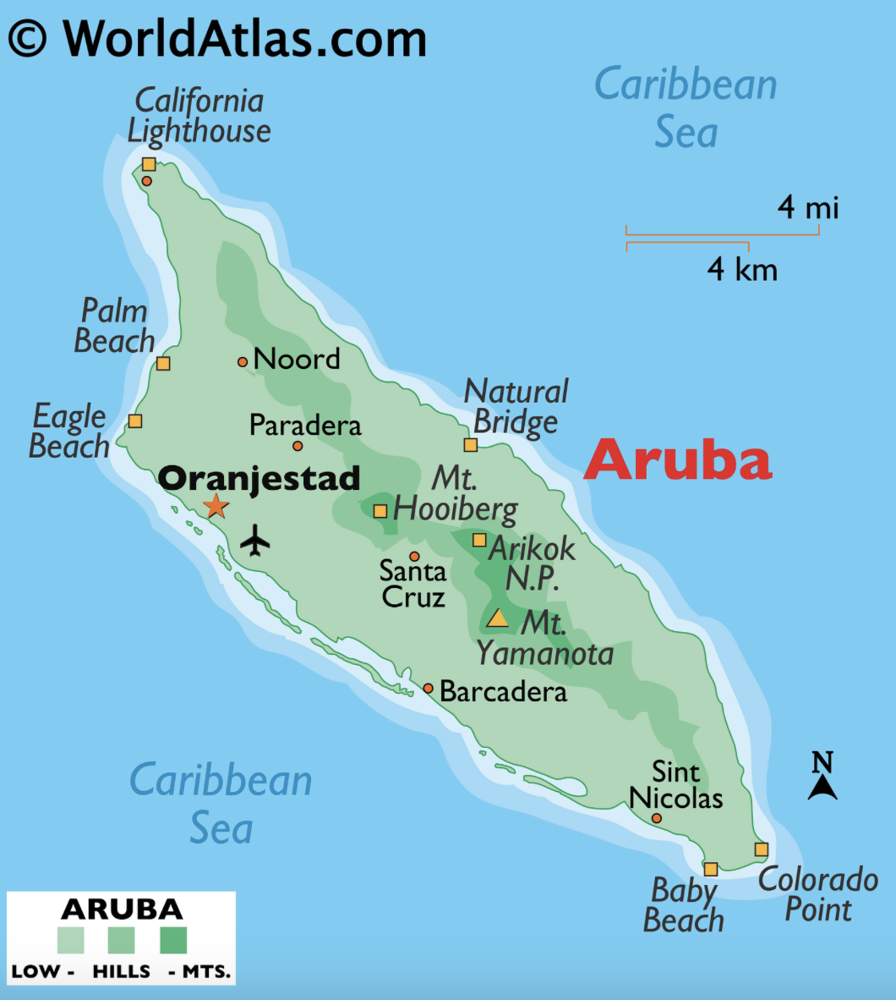 © WorldAtlas.com
California
Lighthouse
Caribbean
Sea
4 mi
4 km
Palm
Beach
Noord
Natural
Bridge
Eagle
Beach
Paradera
Aruba
Oranjestad
Mt.
Hooiberg
Arikok
N.P.
Santa
Cruz
Mt.
Yamanota
Barcadera
Caribbean
Sea
N
Sint
Nicolas
Baby
Beach
Colorado
Point
ARUBA
LOW - HILLS - MTS.